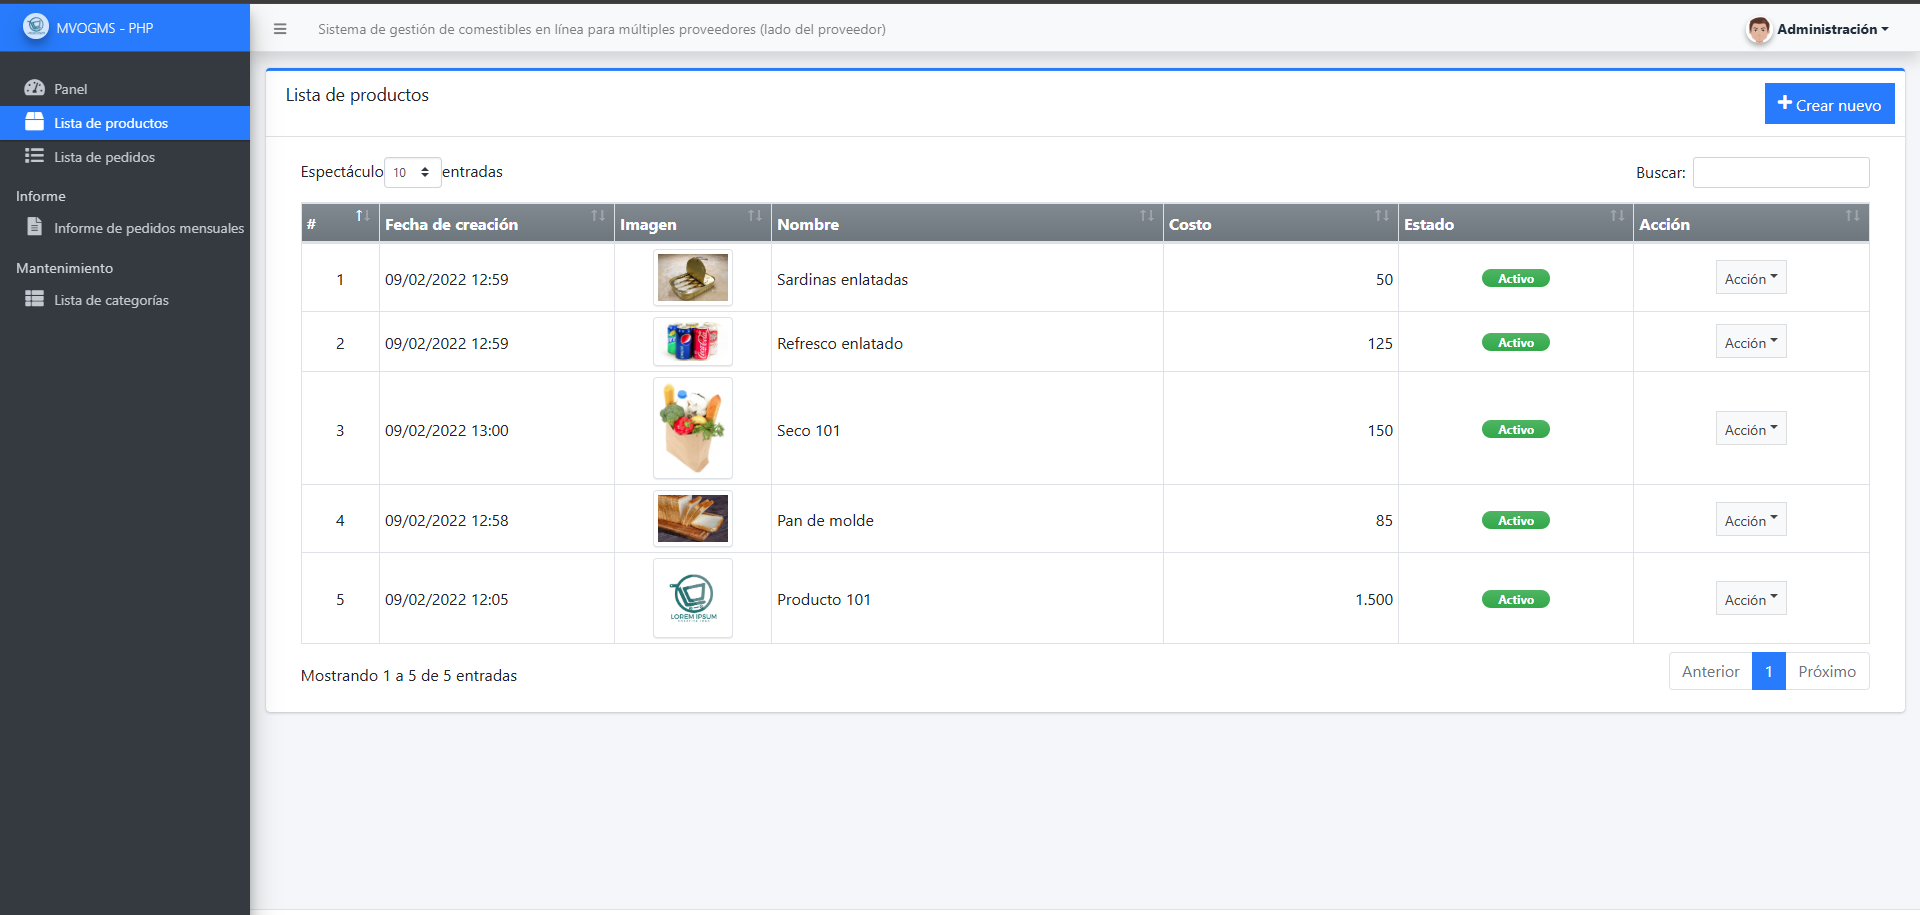 MVOGMS - PHP
Sistema de gestión de comestibles en línea para múltiples proveedores (lado del proveedor)
Administración
Panel
Lista de productos
Lista de pedidos
Informe
Informe de pedidos mensuales
Mantenimiento
Lista de categorías
Lista de productos
Crear nuevo
Espectáculo 10 entradas
Buscar:
# Fecha de creación Imagen Nombre Costo Estado Acción
1 09/02/2022 12:59 Sardinas enlatadas 50 Activo Acción
2 09/02/2022 12:59 Refresco enlatado 125 Activo Acción
3 09/02/2022 13:00 Seco 101 150 Activo Acción
4 09/02/2022 12:58 Pan de molde 85 Activo Acción
5 09/02/2022 12:05 LOREM IPSUM Producto 101 1.500 Activo Acción
Mostrando 1 a 5 de 5 entradas
Anterior 1 Próximo